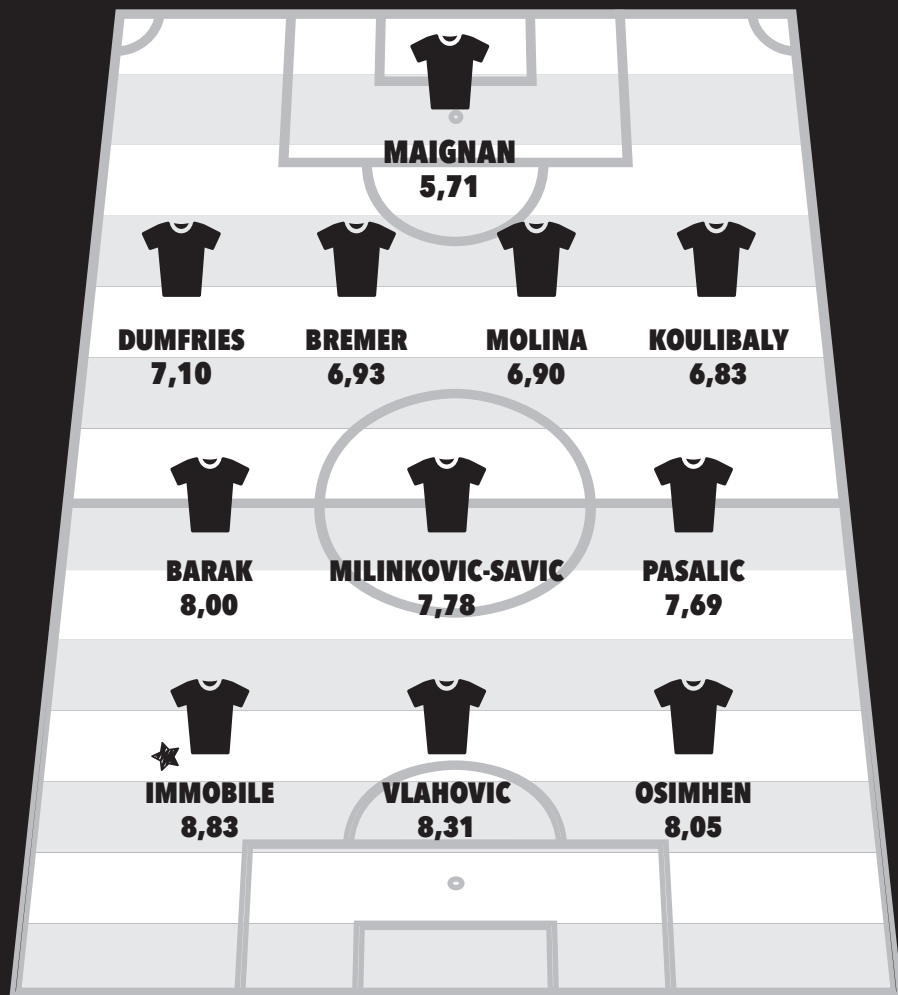 MAIGNAN
5,71
DUMFRIES
7,10
BREMER
6,93
MOLINA
6,90
KOULIBALY
6,83
BARAK
8,00
MILINKOVIC-SAVIC
7,78
PASALIC
7,69
IMMOBILE
8,83
VLAHOVIC
8,31
OSIMHEN
8,05